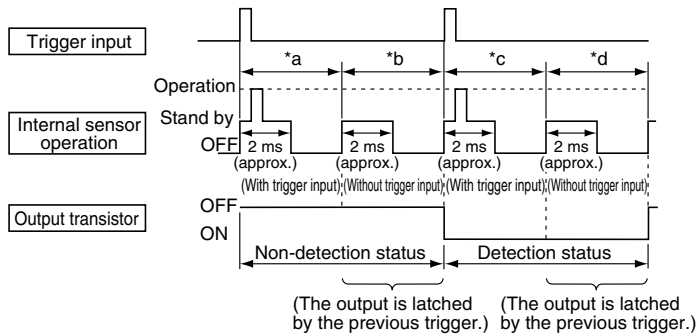 Trigger input
*a *b *c *d
Operation
Stand by
Internal sensor operation
OFF
2 ms 2 ms 2 ms 2 ms
(approx.) (approx.) (approx.) (approx.)
(With trigger input) (Without trigger input) (With trigger input) (Without trigger input)
Output transistor
OFF
ON
Non-detection status Detection status
(The output is latched by the previous trigger.) (The output is latched by the previous trigger.)